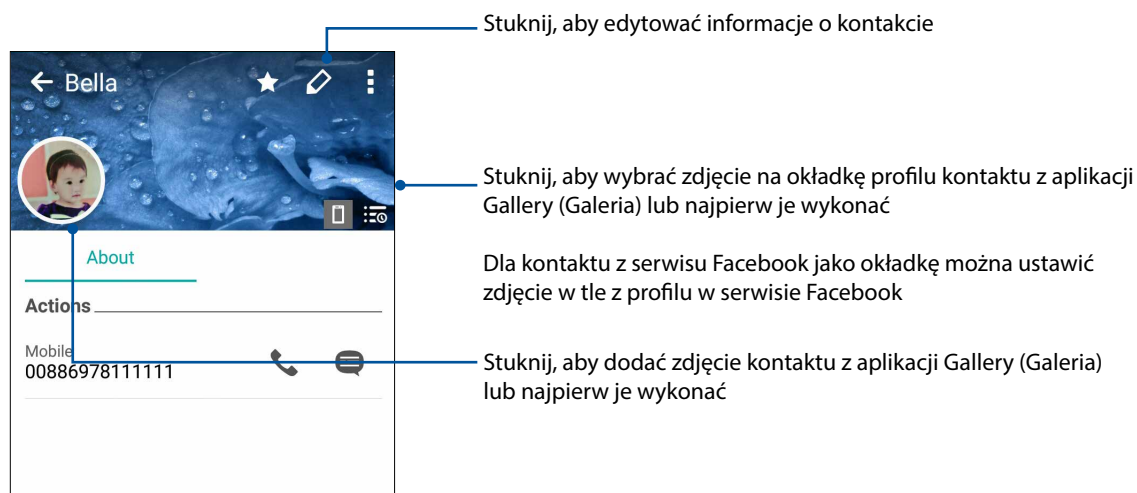 Stuknij, aby edytować informacje o kontakcie
Bella
Stuknij, aby wybrać zdjęcie na okładkę profilu kontaktu z aplikacji
Gallery (Galeria) lub najpierw je wykonać
About
Dla kontaktu z serwisu Facebook jako okładkę można ustawić
zdjęcie w tle z profilu w serwisie Facebook
Actions
Mobile
00886978111111
Stuknij, aby dodać zdjęcie kontaktu z aplikacji Gallery (Galeria)
lub najpierw je wykonać